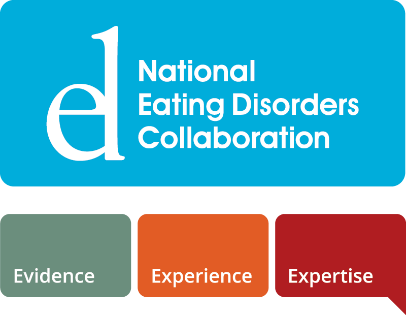 ed
National
Eating Disorders
Collaboration
Evidence
Experience
Expertise